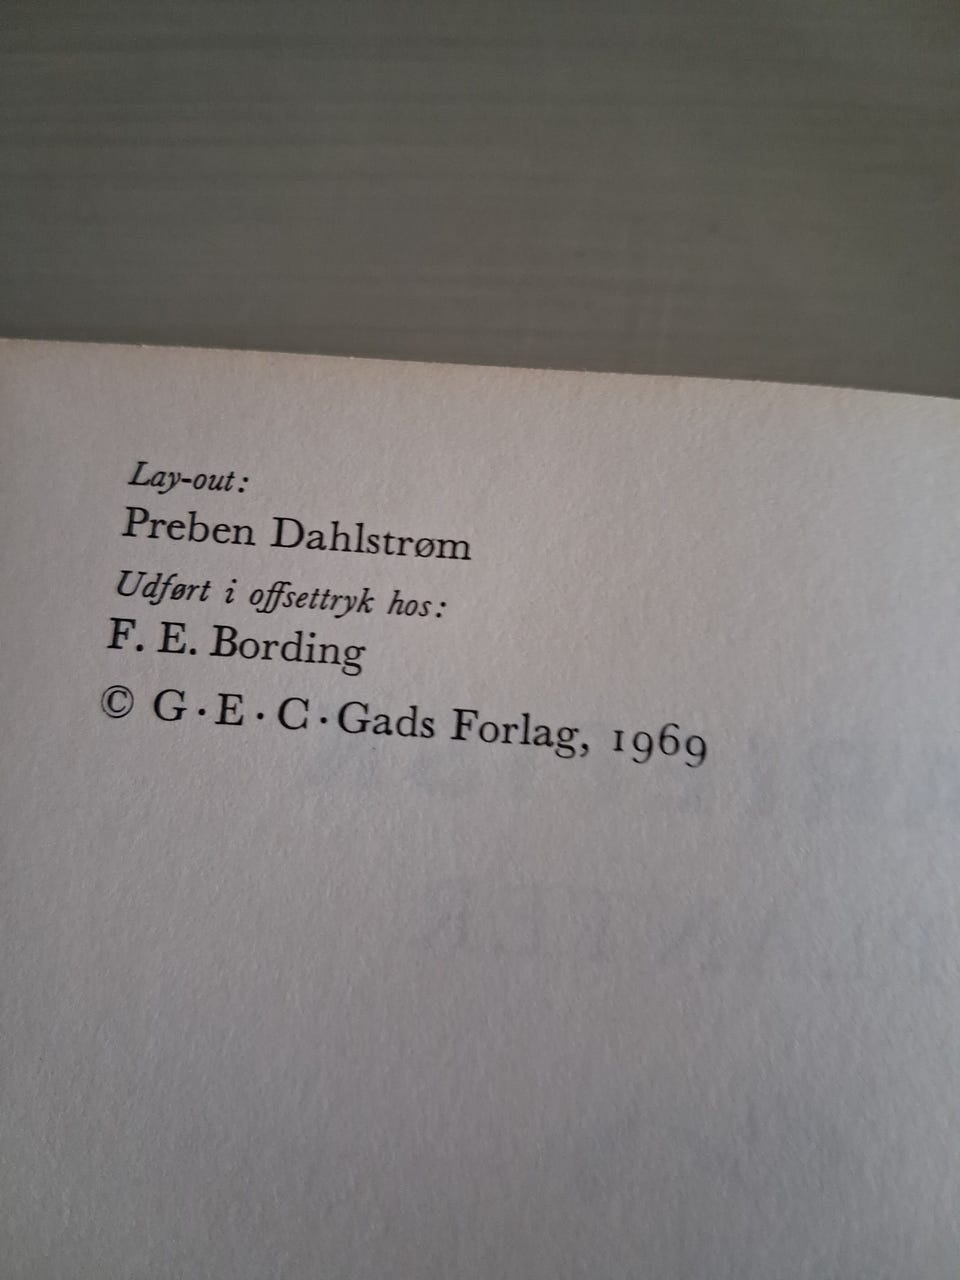 Lay-out:
Preben Dahlstrøm
Udført i offsettryk hos:
F. E. Bording
© G·E·C·Gads Forlag, 1969